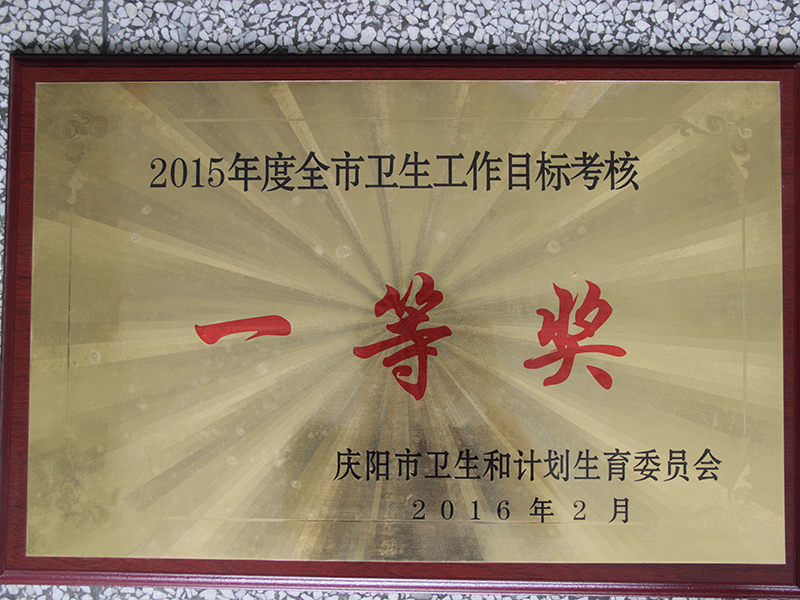 2015年度全市卫生工作目标考核
一等奖
庆阳市卫生和计划生育委员会
2016年2月